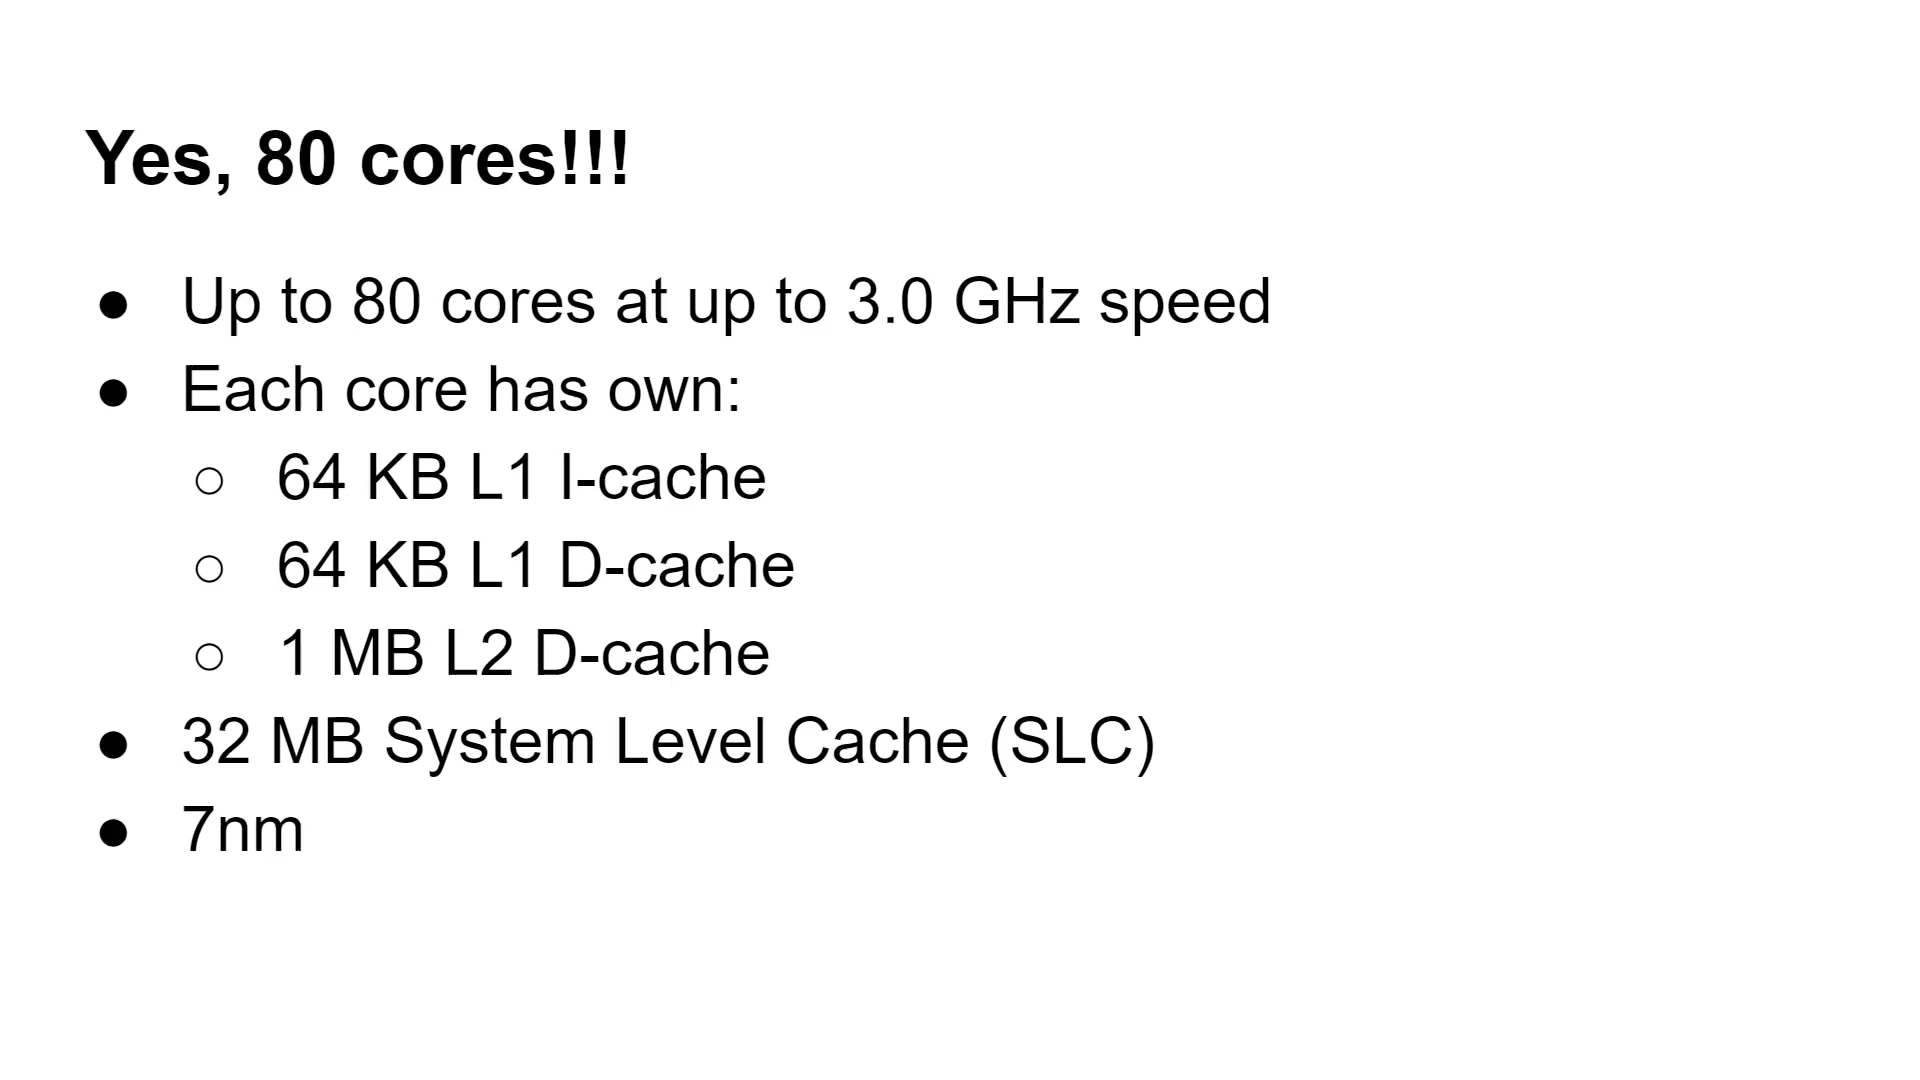 Yes, 80 cores!!!
● Up to 80 cores at up to 3.0 GHz speed
● Each core has own:
○ 64 KB L1 I-cache
○ 64 KB L1 D-cache
○ 1 MB L2 D-cache
● 32 MB System Level Cache (SLC)
● 7nm